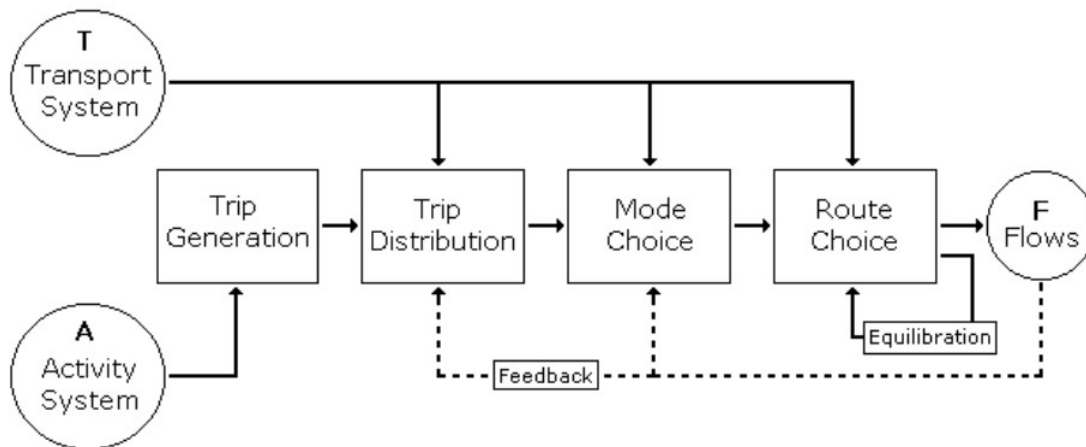 T
Transport
System
Trip
Generation
Trip
Distribution
Mode
Choice
Route
Choice
F
Flows
A
Activity
System
Equilibration
Feedback